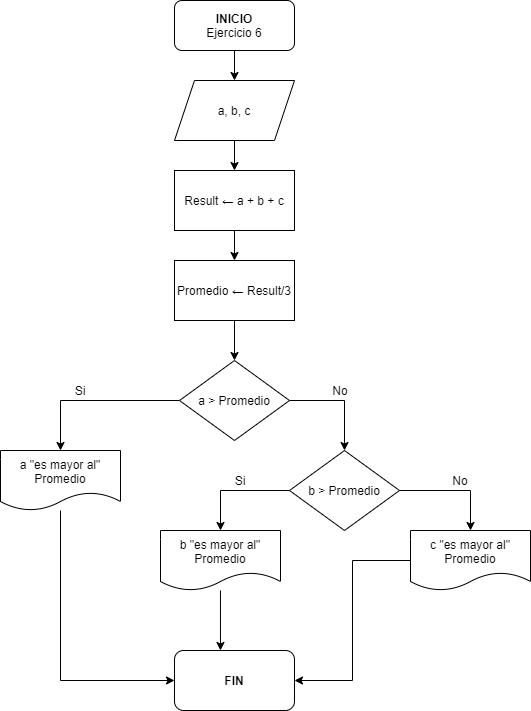 INICIO
Ejercicio 6
a, b, c
Result ← a + b + c
Promedio ← Result/3
a > Promedio
Si
No
a "es mayor al"
Promedio
b > Promedio
Si
No
b "es mayor al"
Promedio
c "es mayor al"
Promedio
FIN